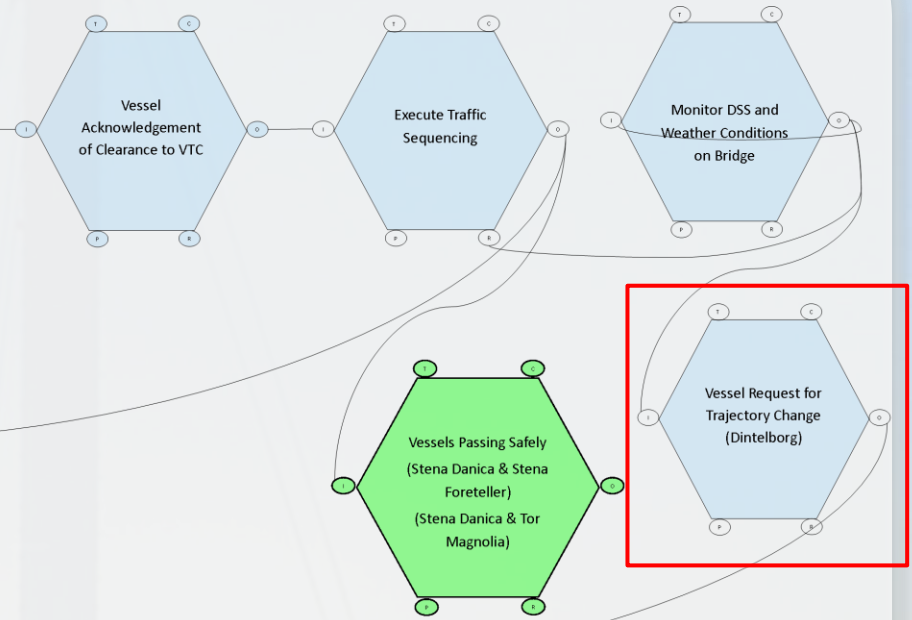 T
C
Vessel
Acknowledgement
of Clearance to VTC
I
O
P
R
T
C
Execute Traffic
Sequencing
I
O
P
R
T
C
Monitor DSS and
Weather Conditions
on Bridge
I
O
P
R
T
C
Vessels Passing Safely
(Stena Danica & Stena
Foreteller)
(Stena Danica & Tor
Magnolia)
I
O
P
R
T
C
Vessel Request for
Trajectory Change
(Dintelborg)
I
O
P
R